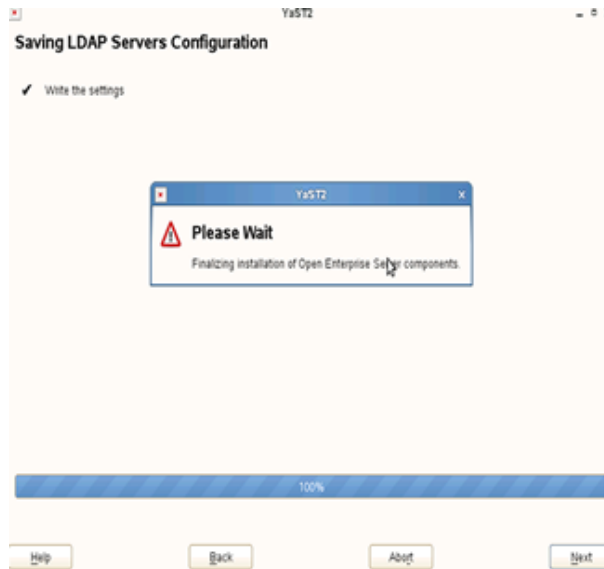 YaST2
Saving LDAP Servers Configuration
✓ Write the settings
YaST2
Please Wait
Finalizing installation of Open Enterprise Server components.
100%
Help Back Abort Next